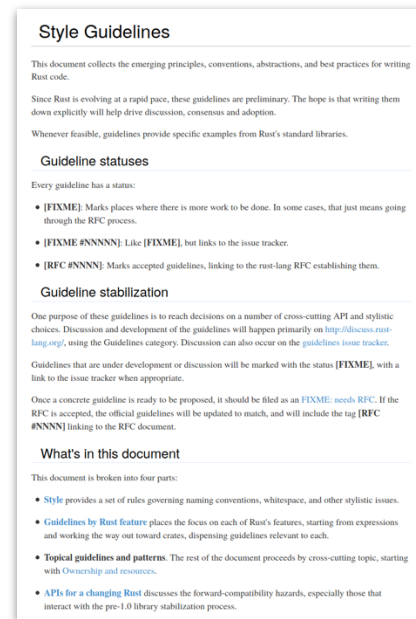 Style Guidelines
This document collects the emerging principles, conventions, abstractions, and best practices for writing
Rust code.
Since Rust is evolving at a rapid pace, these guidelines are preliminary. The hope is that writing them
down explicitly will help drive discussion, consensus and adoption.
Whenever feasible, guidelines provide specific examples from Rust's standard libraries.
Guideline statuses
Every guideline has a status:
• [FIXME]: Marks places where there is more work to be done. In some cases, that just means going
through the RFC process.
• [FIXME #NNNNN]: Like [FIXME], but links to the issue tracker.
• [RFC #NNNN]: Marks accepted guidelines, linking to the rust-lang RFC establishing them.
Guideline stabilization
One purpose of these guidelines is to reach decisions on a number of cross-cutting API and stylistic
choices. Discussion and development of the guidelines will happen primarily on http://discuss.rust-
lang.org/, using the Guidelines category. Discussion can also occur on the guidelines issue tracker.
Guidelines that are under development or discussion will be marked with the status [FIXME], with a
link to the issue tracker when appropriate.
Once a concrete guideline is ready to be proposed, it should be filed as an FIXME: needs RFC. If the
RFC is accepted, the official guidelines will be updated to match, and will include the tag [RFC
#NNNN] linking to the RFC document.
What's in this document
This document is broken into four parts:
• Style provides a set of rules governing naming conventions, whitespace, and other stylistic issues.
• Guidelines by Rust feature places the focus on each of Rust's features, starting from expressions
and working the way out toward crates, dispensing guidelines relevant to each.
• Topical guidelines and patterns. The rest of the document proceeds by cross-cutting topic, starting
with Ownership and resources.
• APIs for a changing Rust discusses the forward-compatibility hazards, especially those that
interact with the pre-1.0 library stabilization process.